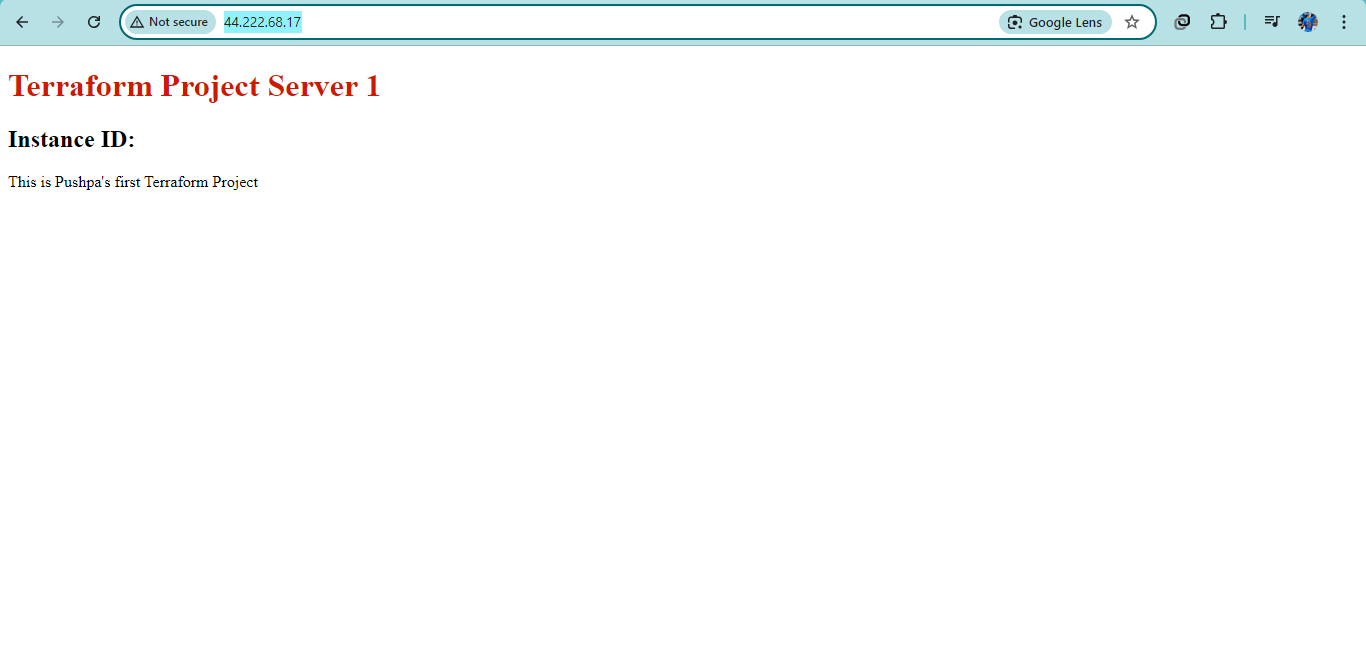 Not secure 44.222.68.17 Google Lens
Terraform Project Server 1
Instance ID:
This is Pushpa's first Terraform Project